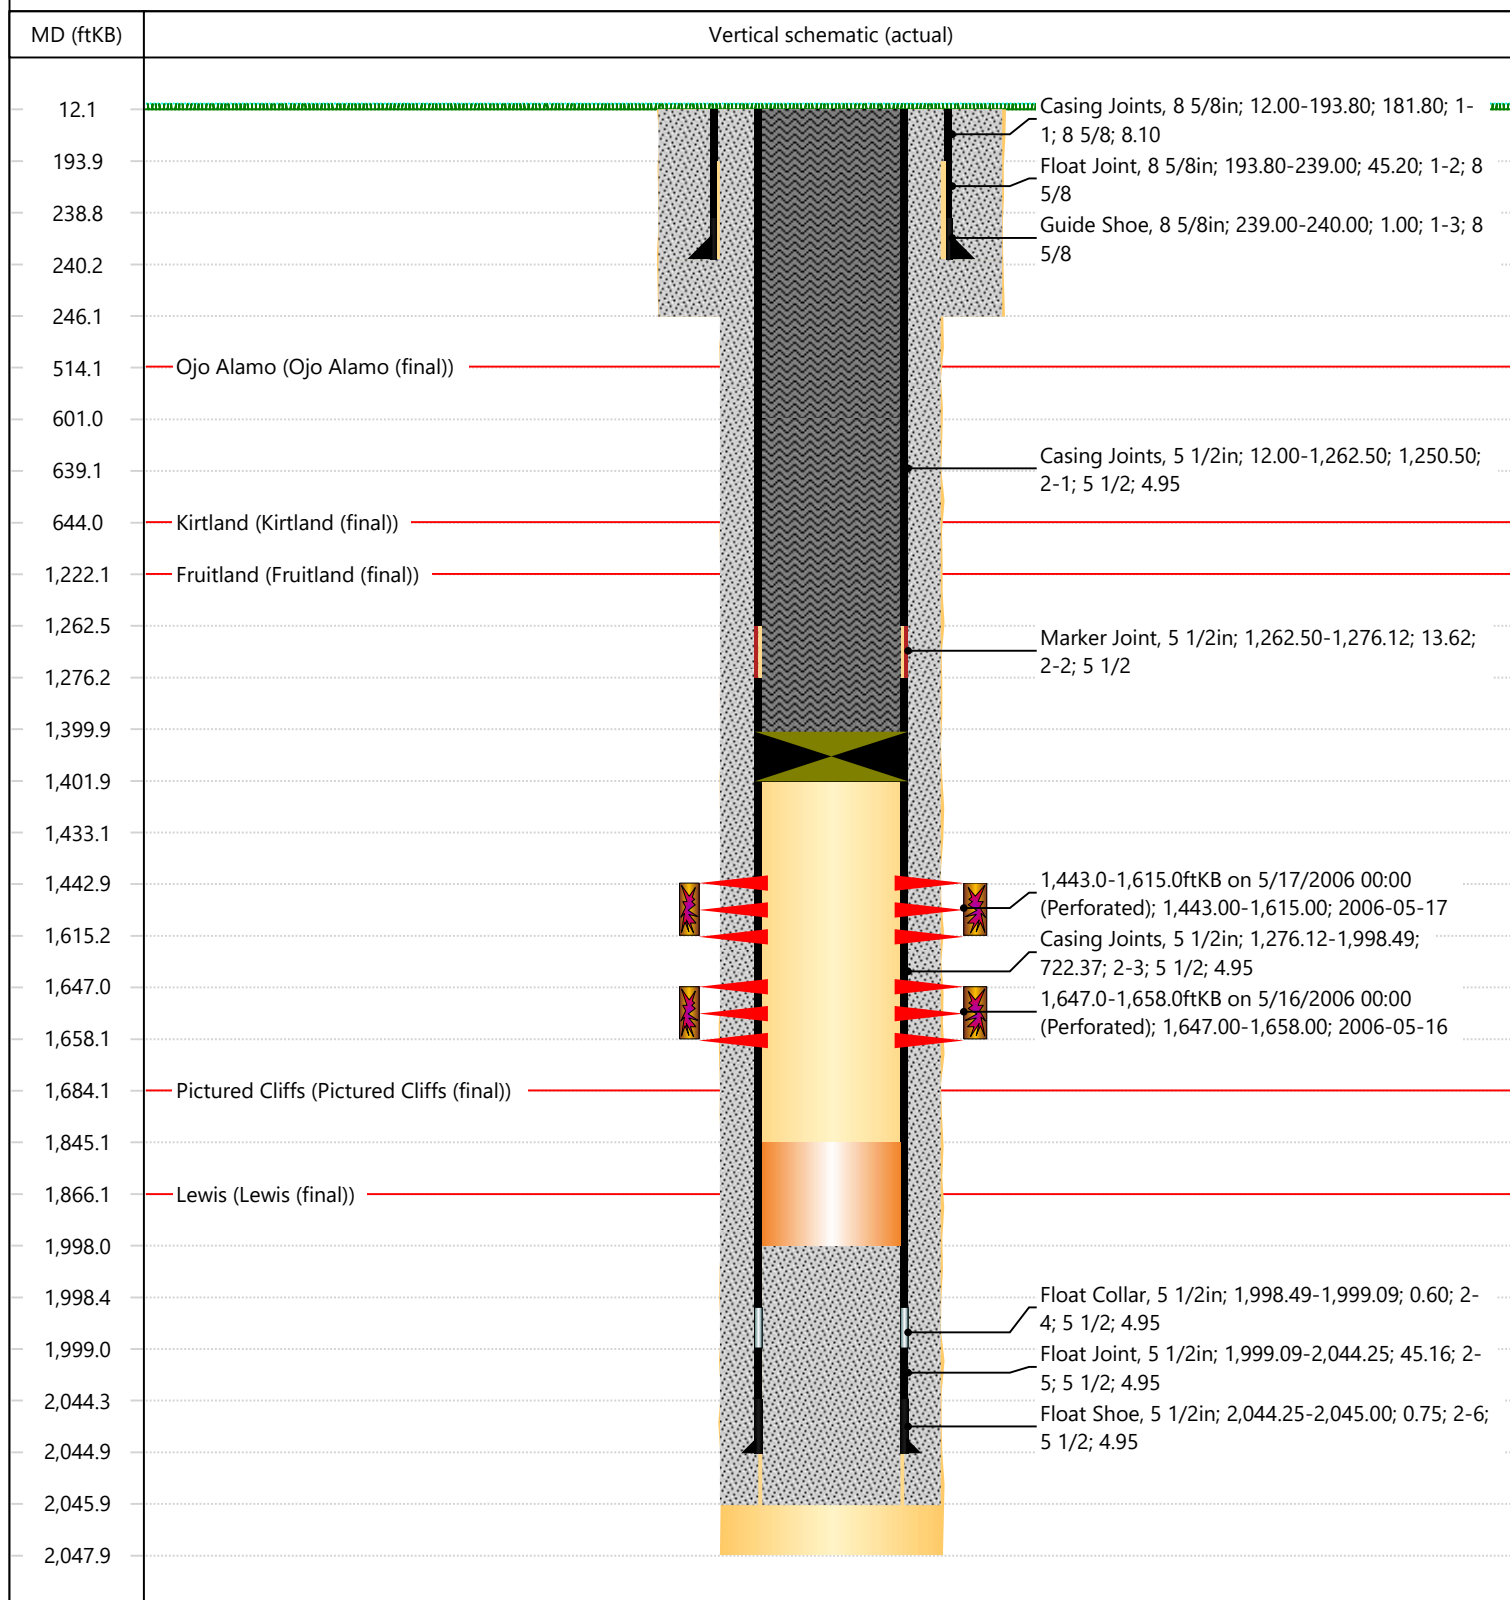 MD (ftKB)
Vertical schematic (actual)
12.1
193.9
238.8
240.2
246.1
514.1
601.0
639.1
644.0
1,222.1
1,262.5
1,276.2
1,399.9
1,401.9
1,433.1
1,442.9
1,615.2
1,647.0
1,658.1
1,684.1
1,845.1
1,866.1
1,998.0
1,998.4
1,999.0
2,044.3
2,044.9
2,045.9
2,047.9
Ojo Alamo (Ojo Alamo (final))
Kirtland (Kirtland (final))
Fruitland (Fruitland (final))
Pictured Cliffs (Pictured Cliffs (final))
Lewis (Lewis (final))
Casing Joints, 8 5/8in; 12.00-193.80; 181.80; 1-
1; 8 5/8; 8.10
Float Joint, 8 5/8in; 193.80-239.00; 45.20; 1-2; 8
5/8
Guide Shoe, 8 5/8in; 239.00-240.00; 1.00; 1-3; 8
5/8
Casing Joints, 5 1/2in; 12.00-1,262.50; 1,250.50;
2-1; 5 1/2; 4.95
Marker Joint, 5 1/2in; 1,262.50-1,276.12; 13.62;
2-2; 5 1/2
1,443.0-1,615.0ftKB on 5/17/2006 00:00
(Perforated); 1,443.00-1,615.00; 2006-05-17
Casing Joints, 5 1/2in; 1,276.12-1,998.49;
722.37; 2-3; 5 1/2; 4.95
1,647.0-1,658.0ftKB on 5/16/2006 00:00
(Perforated); 1,647.00-1,658.00; 2006-05-16
Float Collar, 5 1/2in; 1,998.49-1,999.09; 0.60; 2-
4; 5 1/2; 4.95
Float Joint, 5 1/2in; 1,999.09-2,044.25; 45.16; 2-
5; 5 1/2; 4.95
Float Shoe, 5 1/2in; 2,044.25-2,045.00; 0.75; 2-6;
5 1/2; 4.95